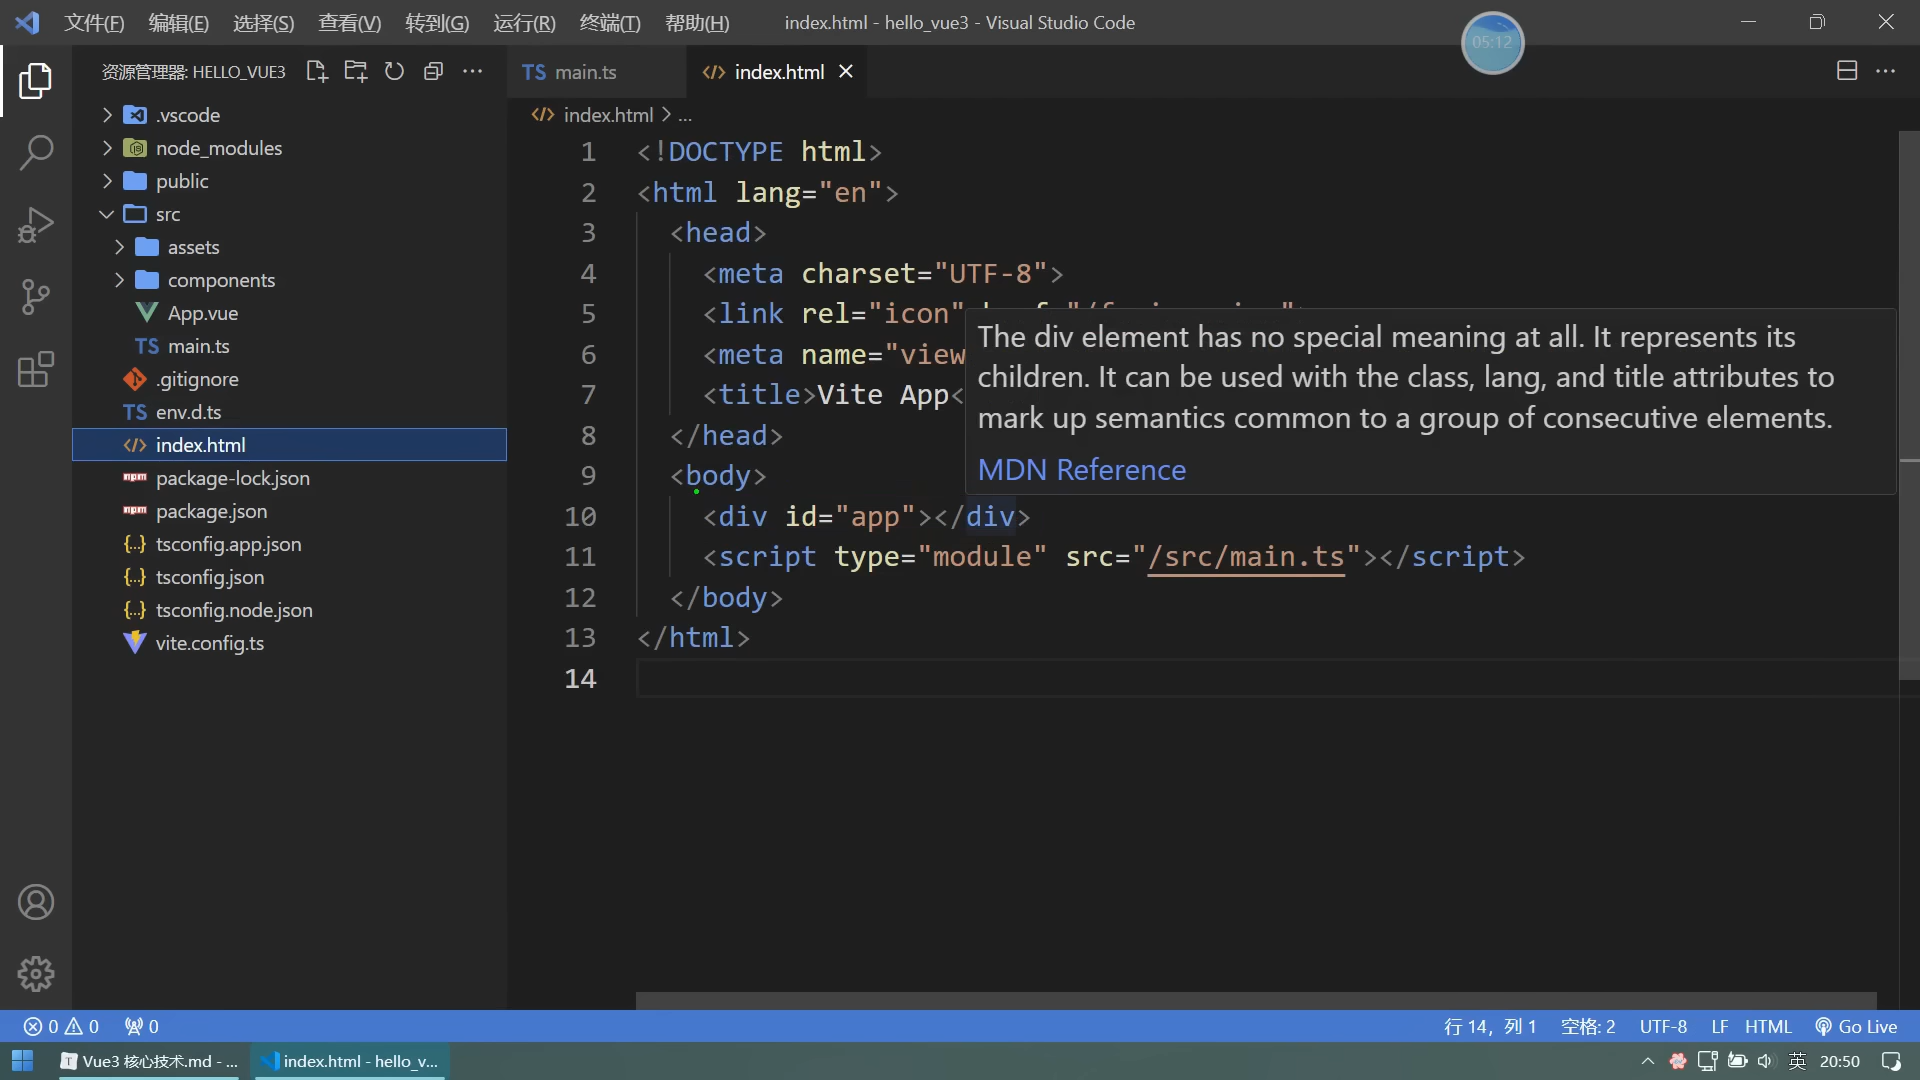 文件(F) 编辑(E) 选择(S) 查看(V) 转到(G) 运行(R) 终端(T) 帮助(H) index.html - hello_vue3 - Visual Studio Code
05:12
资源管理器: HELLO_VUE3
.vscode
node_modules
public
src
assets
components
App.vue
TS main.ts
.gitignore
TS env.d.ts
index.html
package-lock.json
package.json
{..} tsconfig.app.json
{..} tsconfig.json
{..} tsconfig.node.json
vite.config.ts
TS main.ts
</> index.html
</> index.html > ...
1 <!DOCTYPE html>
2 <html lang="en">
3 <head>
4 <meta charset="UTF-8">
5 <link rel="icon"
6 <meta name="view
7 <title>Vite App<
8 </head>
9 <body>
10 <div id="app"></div>
11 <script type="module" src="/src/main.ts"></script>
12 </body>
13 </html>
14
The div element has no special meaning at all. It represents its
children. It can be used with the class, lang, and title attributes to
mark up semantics common to a group of consecutive elements.
MDN Reference
0 0 0 行 14，列 1 空格: 2 UTF-8 LF HTML Go Live
Vue3 核心技术.md - ... index.html - hello_v... 英 20:50